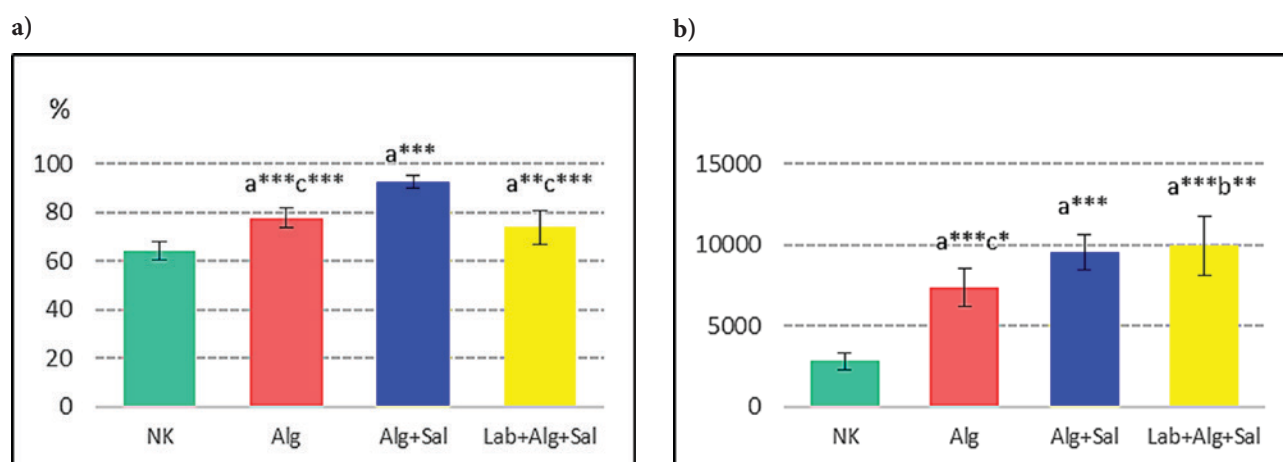 a)
%
100
80
60
40
20
0
a***c***
a***
a**c***
NK Alg Alg+Sal Lab+Alg+Sal
b)
15000
10000
5000
0
a***c*
a***
a***b**
NK Alg Alg+Sal Lab+Alg+Sal